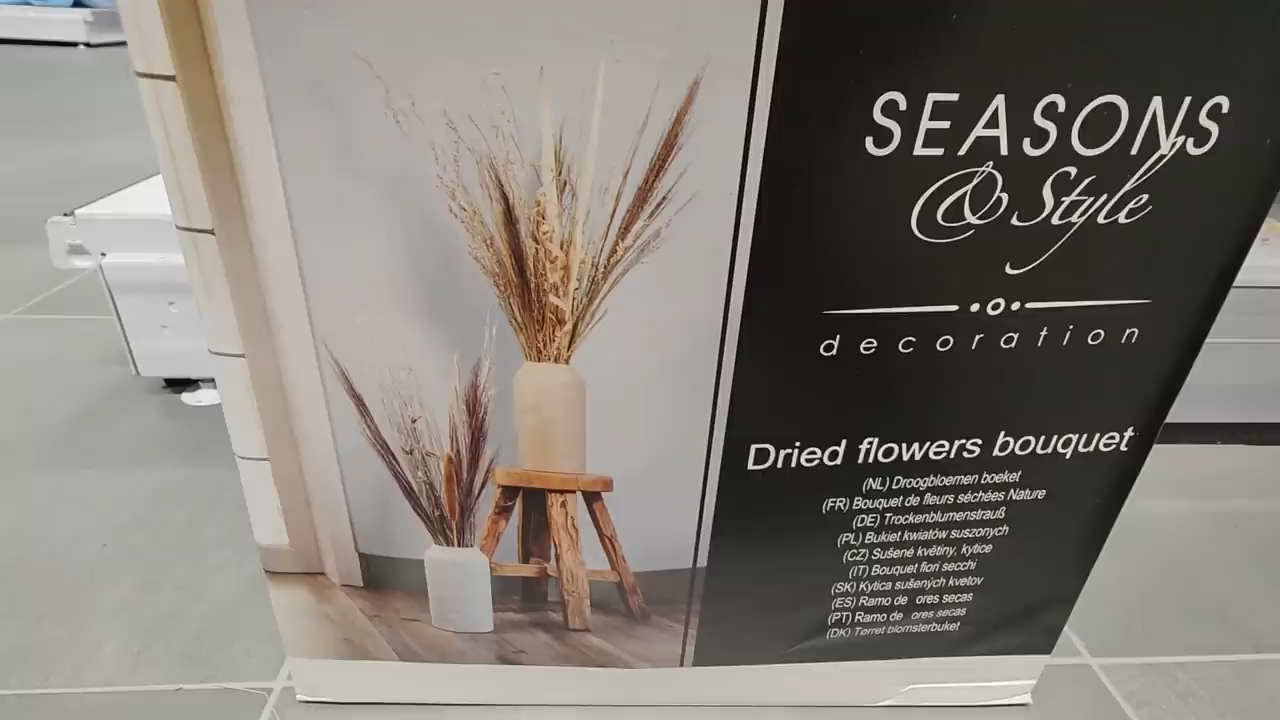 SEASONS
& Style
decoration
Dried flowers bouquet
(NL) Droogbloemen boeket
(FR) Bouquet de fleurs séchées Nature
(DE) Trockenblumenstrauß
(PL) Bukiet kwiatów suszonych
(CZ) Sušené květiny, kytice
(IT) Bouquet fiori secchi
(SK) Kytica sušených kvetov
(ES) Ramo de ores secas
(PT) Ramo de ores secas
(DK) Tørret blomsterbuket